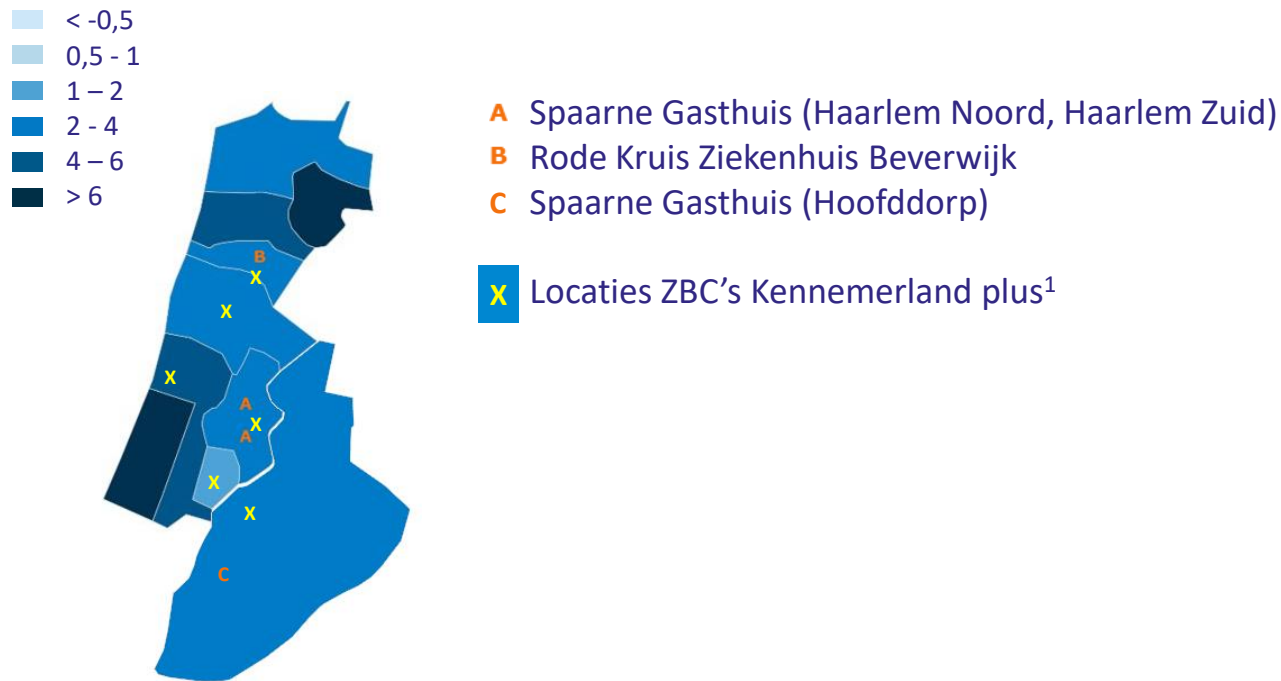 < -0,5
0,5 - 1
1 – 2
2 - 4
4 – 6
> 6
A Spaarne Gasthuis (Haarlem Noord, Haarlem Zuid)
B Rode Kruis Ziekenhuis Beverwijk
C Spaarne Gasthuis (Hoofddorp)
X Locaties ZBC's Kennemerland plus¹
B
X
X
X
A
X
A
X
X
C